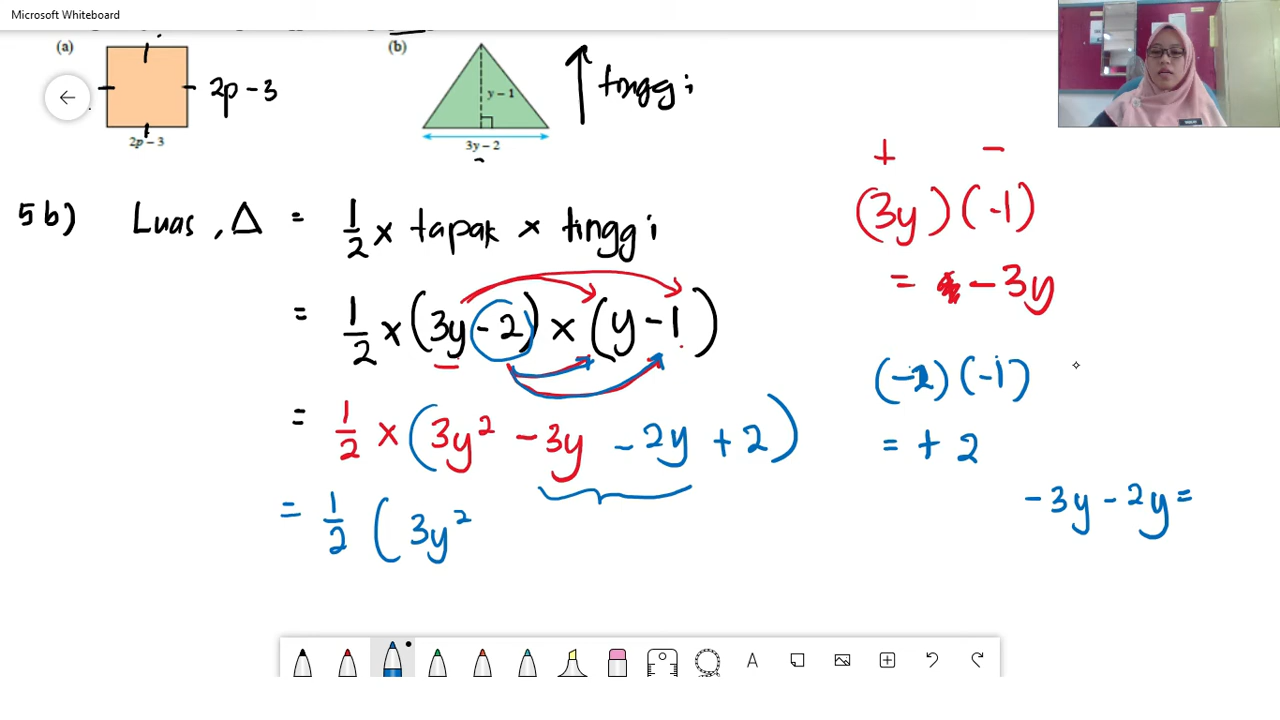 Microsoft Whiteboard
(a)
2p - 3
2p - 3
(b)
y - 1
3y - 2
tinggi
5b) Luas, Δ = 1/2 × tapak × tinggi
= 1/2 × (3y - 2) × (y - 1)
= 1/2 × (3y² - 3y - 2y + 2)
= 1/2 ( 3y²
+ -
(3y) (-1)
= - 3y
(-2) (-1)
= + 2
- 3y - 2y =
A